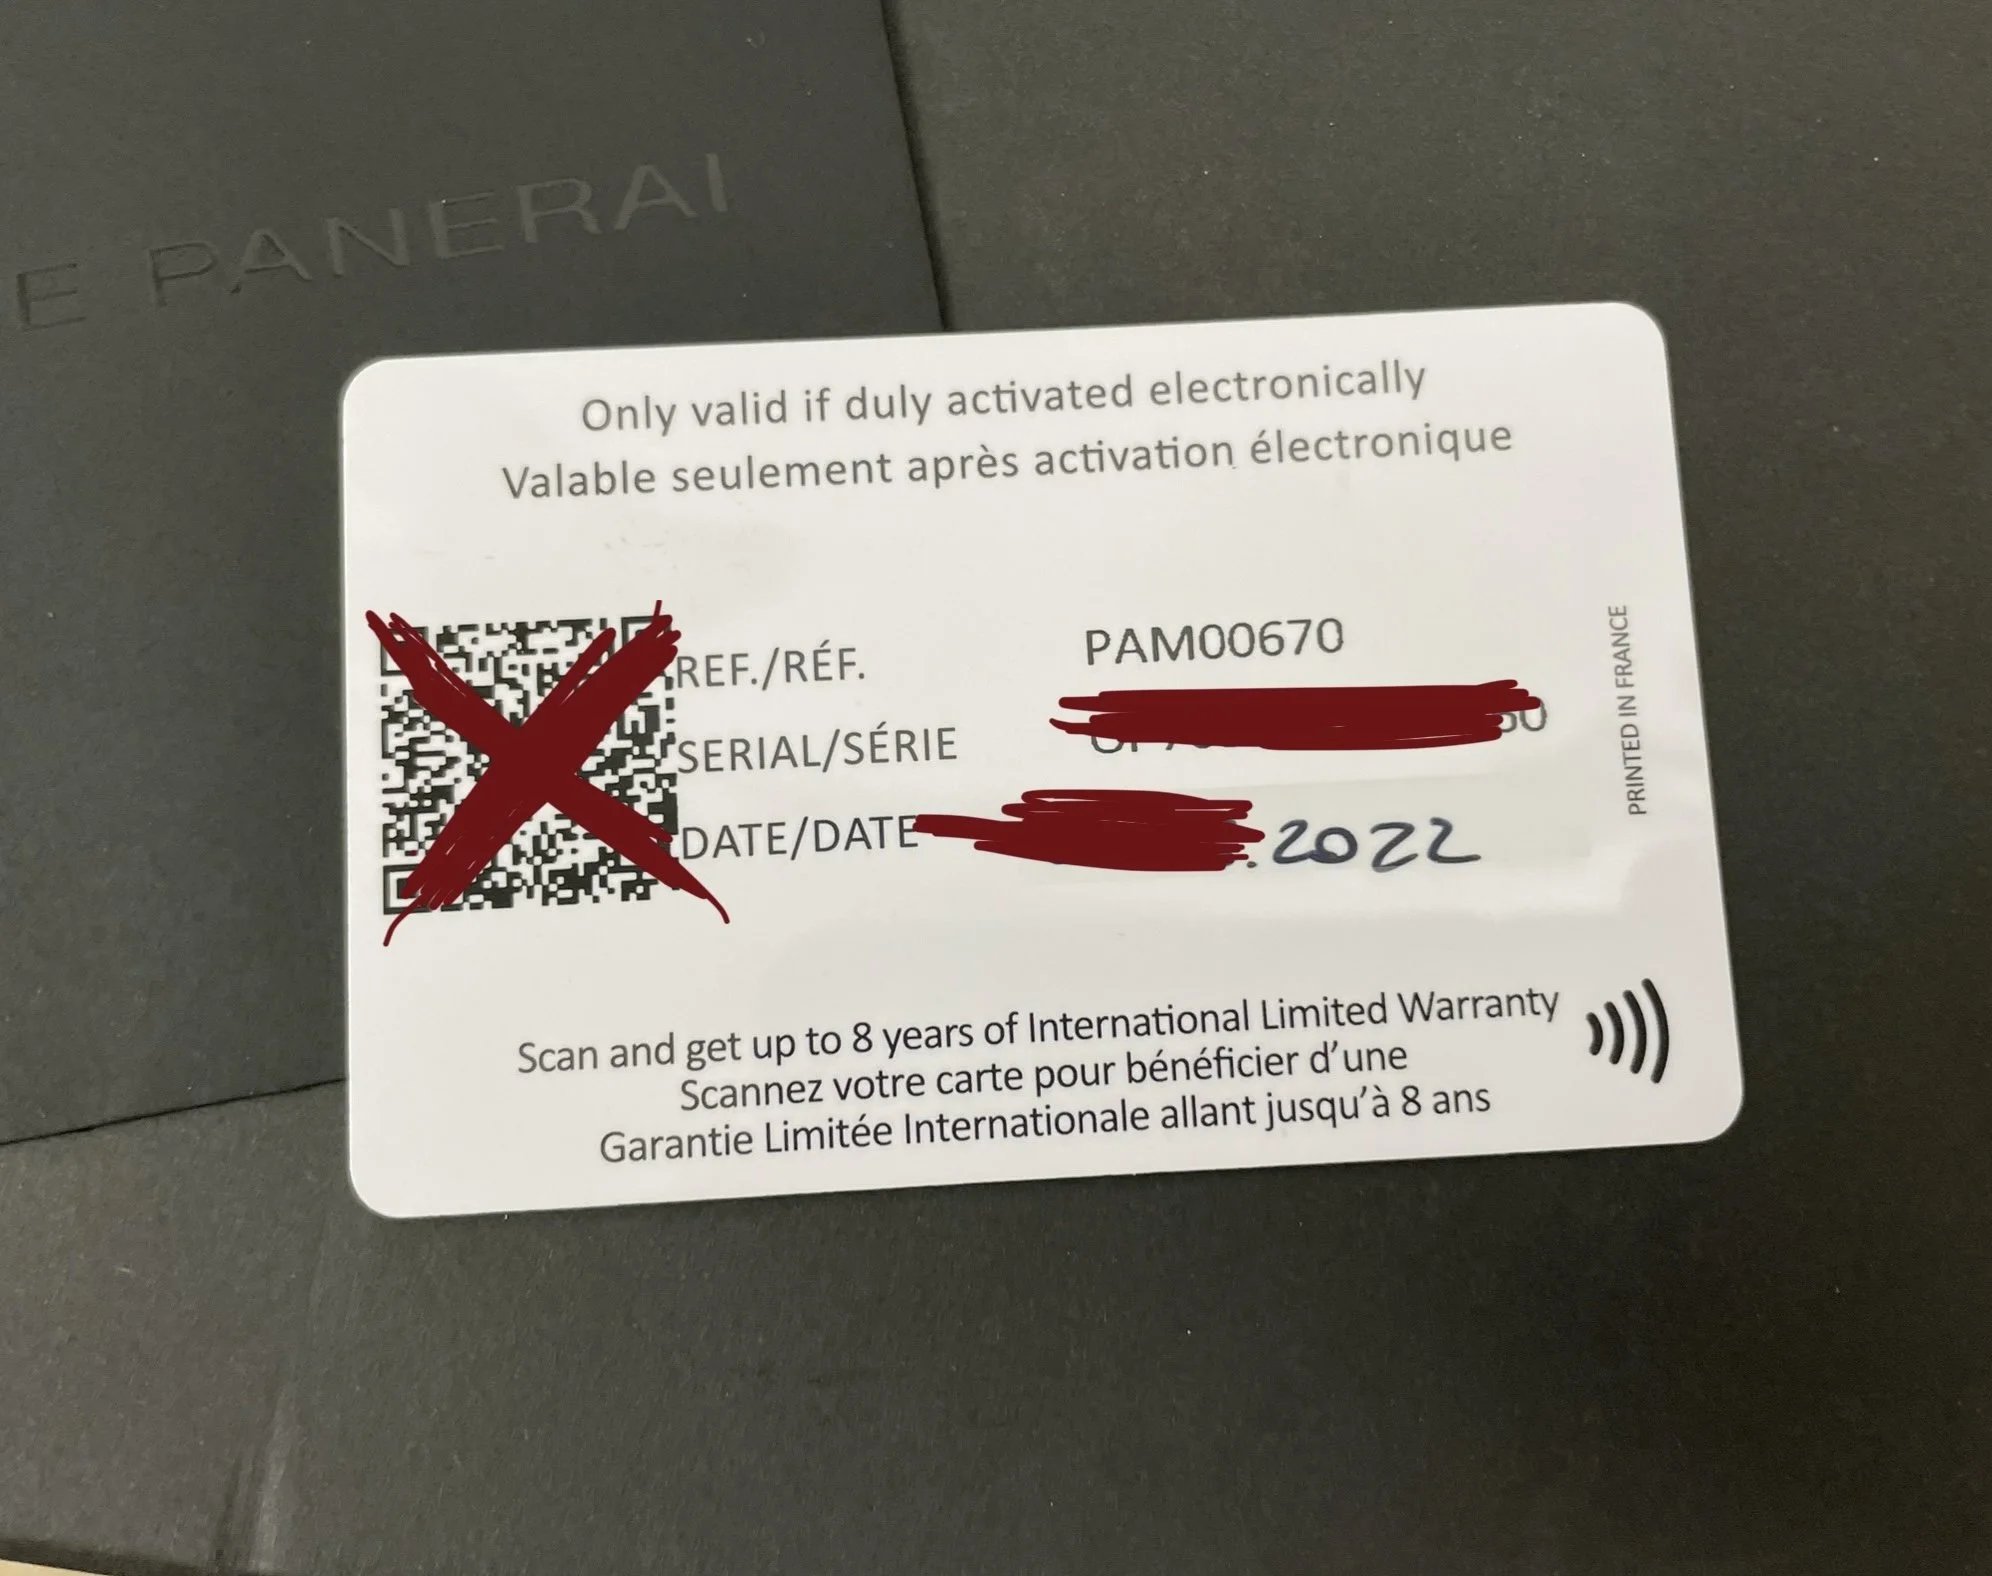 E PANERAI
Only valid if duly activated electronically
Valable seulement après activation électronique
REF./RÉF. PAM00670
SERIAL/SÉRIE
DATE/DATE .2022
PRINTED IN FRANCE
Scan and get up to 8 years of International Limited Warranty
Scannez votre carte pour bénéficier d'une
Garantie Limitée Internationale allant jusqu'à 8 ans